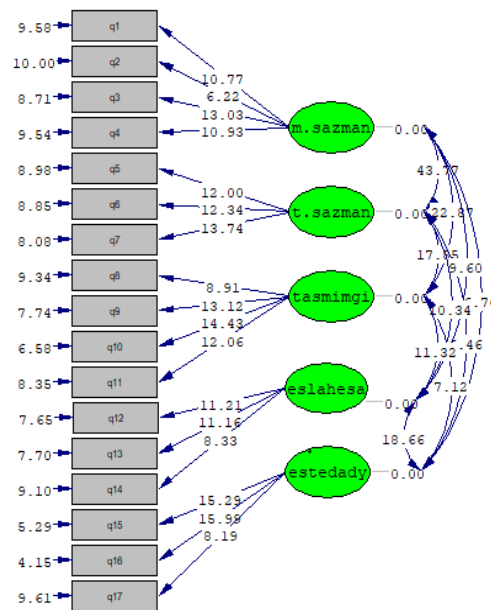 9.58 q1
10.00 q2
8.71 q3
9.54 q4
8.98 q5
8.85 q6
8.08 q7
9.34 q8
7.74 q9
6.58 q10
8.35 q11
7.65 q12
7.70 q13
9.10 q14
5.29 q15
4.15 q16
9.61 q17
10.77
6.22
13.03
10.93
12.00
12.34
13.74
8.91
13.12
14.43
12.06
11.21
11.16
8.33
15.29
15.99
8.19
m.sazman 0.00
t.sazman 0.00
tasmimgi 0.00
eslahesa 0.00
estedady 0.00
43.77
22.87
17.85
9.60
10.34
11.32
7.12
18.66